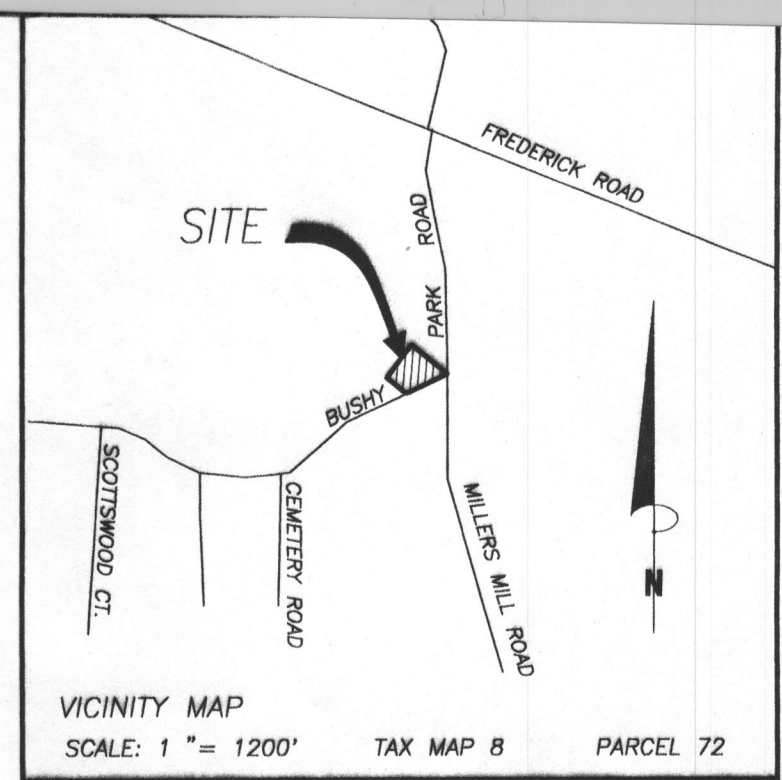 FREDERICK ROAD
SITE
BUSHY PARK ROAD
SCOTTSWOOD CT.
CEMETERY ROAD
MILLERS MILL ROAD
N
VICINITY MAP
SCALE: 1 "= 1200' TAX MAP 8 PARCEL 72